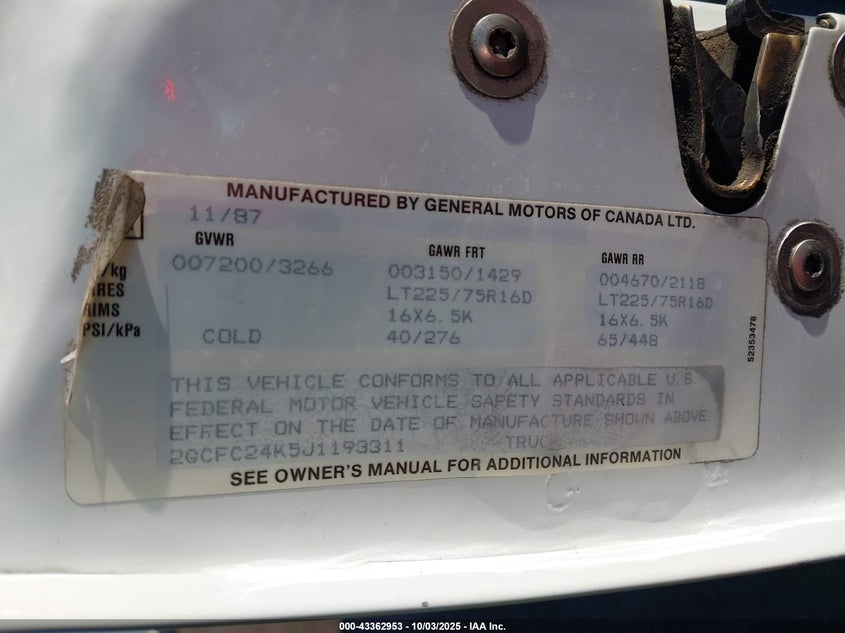 MANUFACTURED BY GENERAL MOTORS OF CANADA LTD.
11/87
GVWR GAWR FRT GAWR RR
/kg 007200/3266 003150/1429 004670/2118
LT225/75R16D LT225/75R16D
RIMS 16X6.5K 16X6.5K
PSI/kPa COLD 40/276 65/448
52353478
THIS VEHICLE CONFORMS TO ALL APPLICABLE U.S.
FEDERAL MOTOR VEHICLE SAFETY STANDARDS IN
EFFECT ON THE DATE OF MANUFACTURE SHOWN ABOVE.
2GCFC24K5J1193311 TRUCK
SEE OWNER'S MANUAL FOR ADDITIONAL INFORMATION
000-43362953 - 10/03/2025 - IAA Inc.